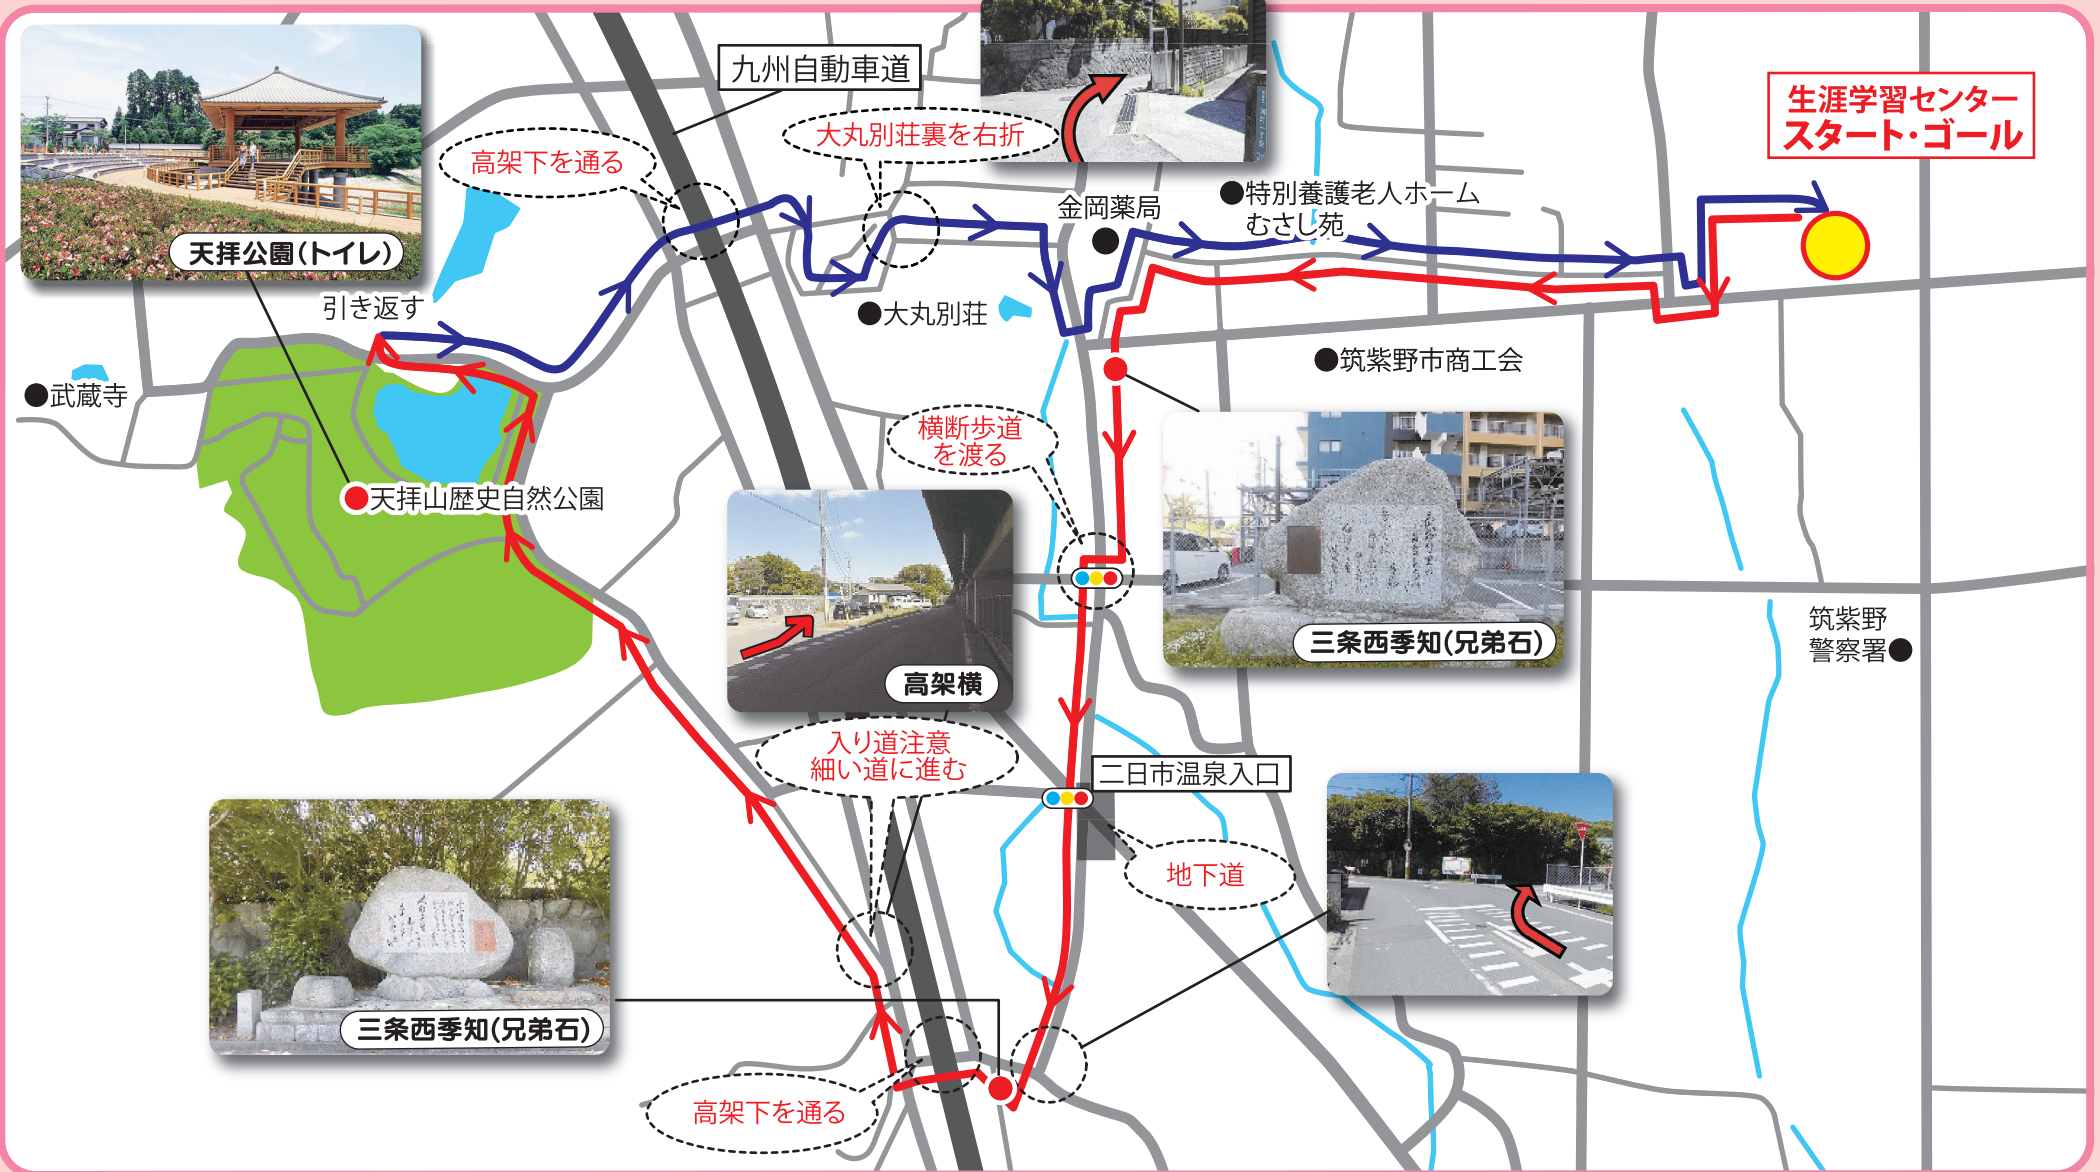 九州自動車道
生涯学習センター
スタート・ゴール
大丸別荘裏を右折
高架下を通る
特別養護老人ホーム
むさし苑
金岡薬局
天拝公園(トイレ)
引き返す
大丸別荘
筑紫野市商工会
武蔵寺
横断歩道
を渡る
天拝山歴史自然公園
三条西季知(兄弟石)
筑紫野
警察署
高架横
入り道注意
細い道に進む
二日市温泉入口
地下道
三条西季知(兄弟石)
高架下を通る